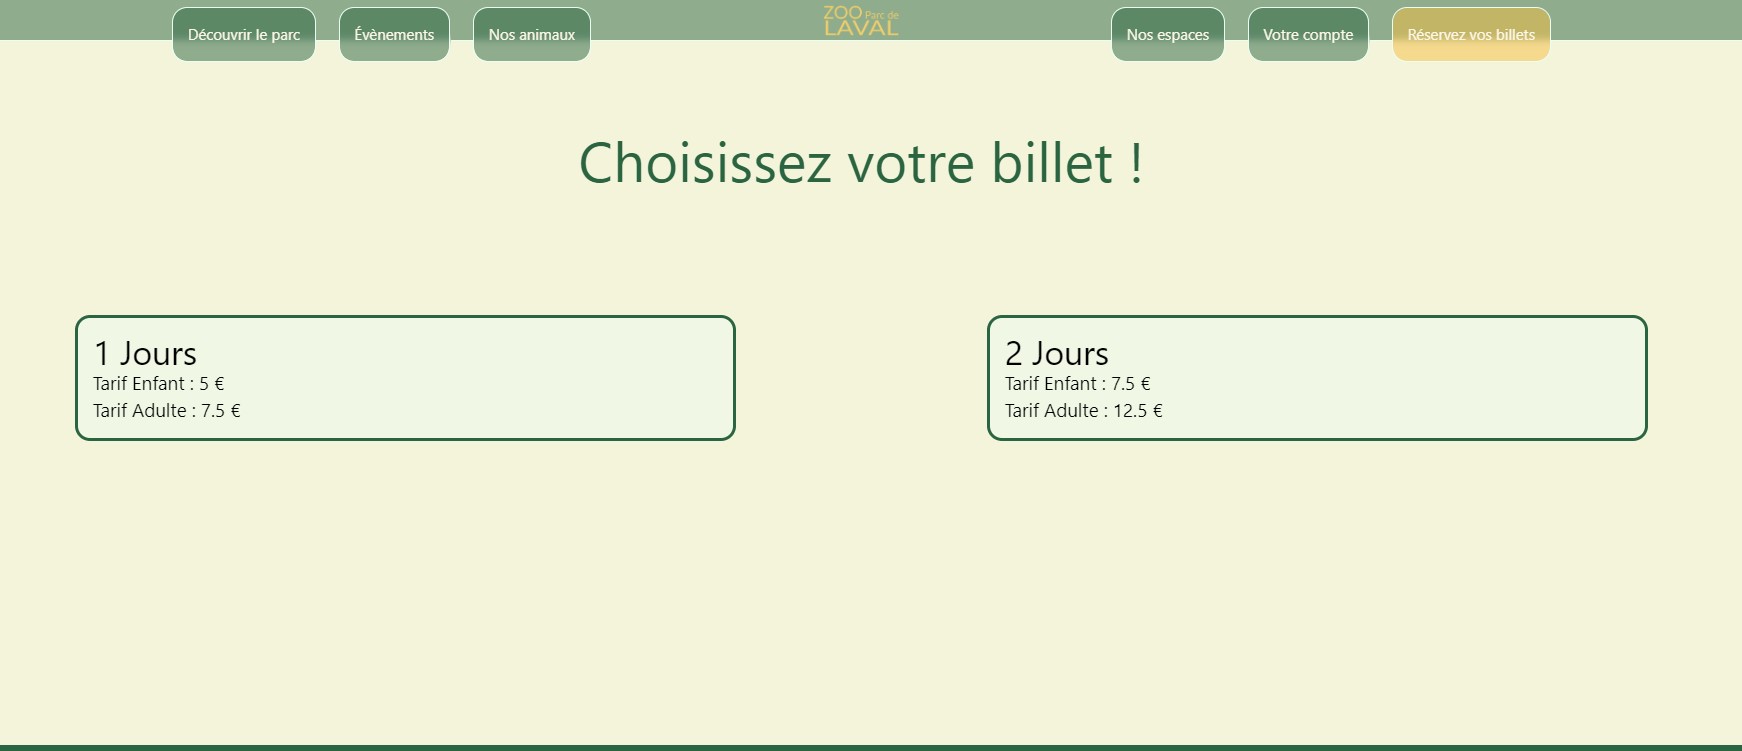 Découvrir le parc
Évènements
Nos animaux
ZOO Parc de
LAVAL
Nos espaces
Votre compte
Réservez vos billets
Choisissez votre billet !
1 Jours
Tarif Enfant : 5 €
Tarif Adulte : 7.5 €
2 Jours
Tarif Enfant : 7.5 €
Tarif Adulte : 12.5 €